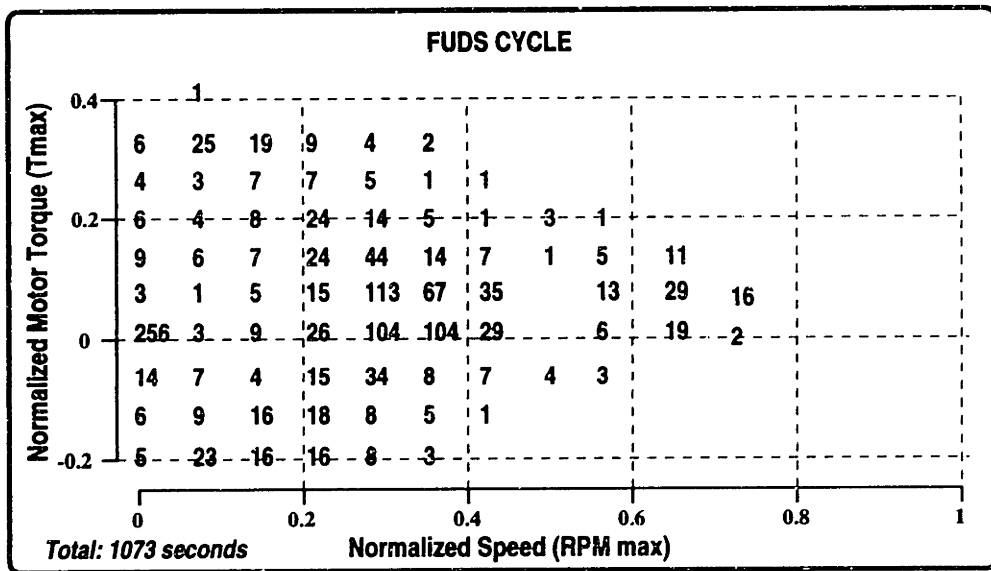 FUDS CYCLE
1
0.4
6 25 19 9 4 2
4 3 7 7 5 1 1
0.2 6 4 8 24 14 5 1 3 1
9 6 7 24 44 14 7 1 5 11
3 1 5 15 113 67 35 13 29 16
0 256 3 9 26 104 104 29 6 19 2
14 7 4 15 34 8 7 4 3
6 9 16 18 8 5 1
-0.2 5 23 16 16 8 3
Normalized Motor Torque (Tmax)
0 0.2 0.4 0.6 0.8 1
Total: 1073 seconds
Normalized Speed (RPM max)